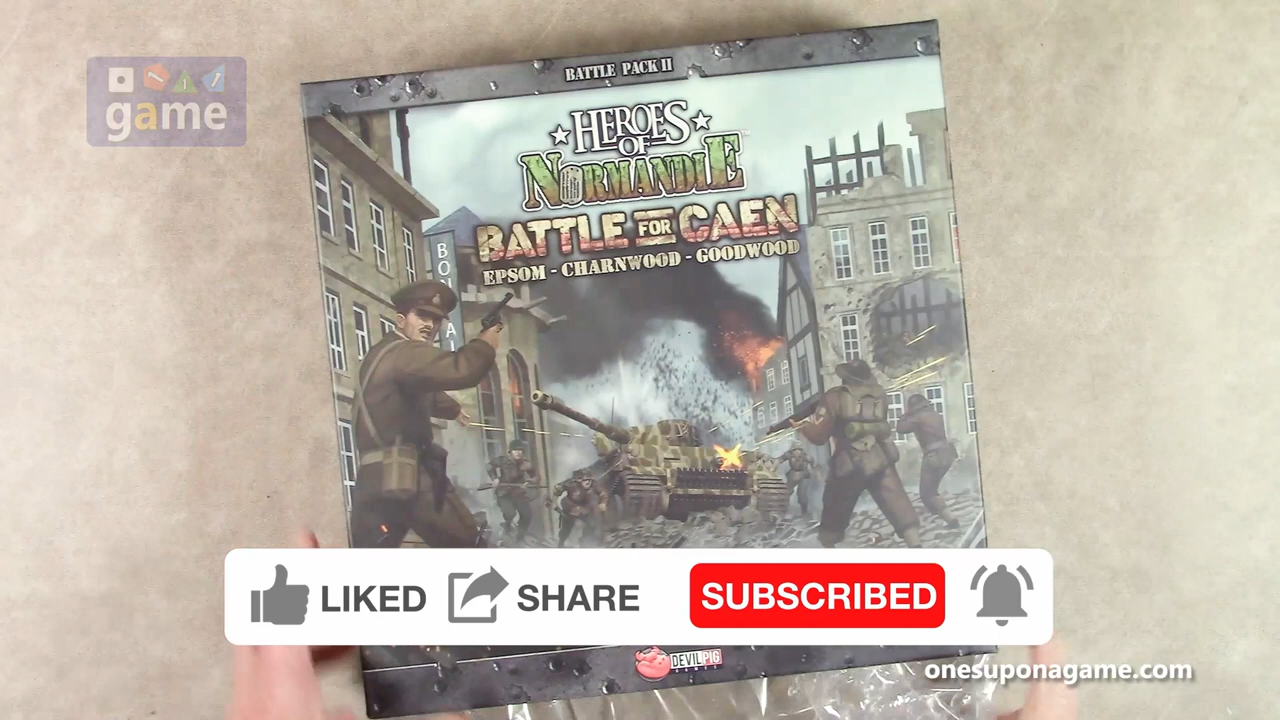 BATTLE PACK II
game
HEROES
OF
NORMANDIE
BATTLE FOR CAEN
EPSOM - CHARNWOOD - GOODWOOD
LIKED
SHARE
SUBSCRIBED
DEVIL PIG
GAMES
onesuponagame.com